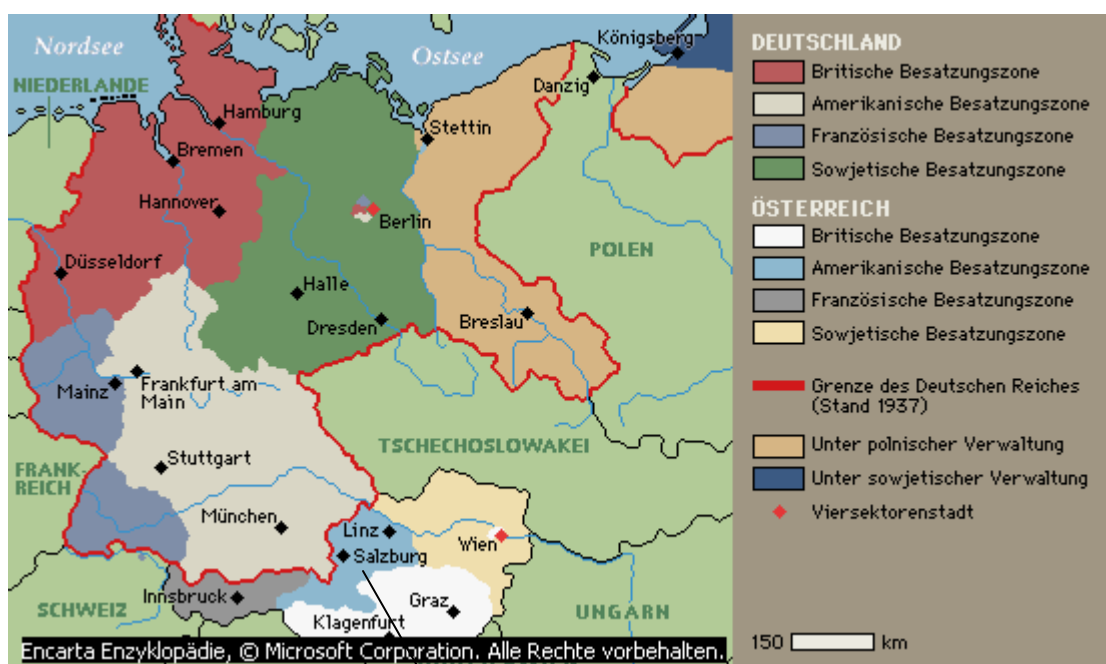 Nordsee
Ostsee
Königsberg
NIEDERLANDE
Danzig
Hamburg
Stettin
Bremen
Hannover
Berlin
POLEN
Düsseldorf
Halle
Dresden
Breslau
Mainz
Frankfurt am
Main
TSCHECHOSLOWAKEI
Stuttgart
FRANK-
REICH
München
Linz
Wien
Salzburg
Innsbruck
SCHWEIZ
Graz
UNGARN
Klagenfurt
Encarta Enzyklopädie, © Microsoft Corporation. Alle Rechte vorbehalten.
DEUTSCHLAND
Britische Besatzungszone
Amerikanische Besatzungszone
Französische Besatzungszone
Sowjetische Besatzungszone
ÖSTERREICH
Britische Besatzungszone
Amerikanische Besatzungszone
Französische Besatzungszone
Sowjetische Besatzungszone
Grenze des Deutschen Reiches
(Stand 1937)
Unter polnischer Verwaltung
Unter sowjetischer Verwaltung
Viersektorenstadt
150 km